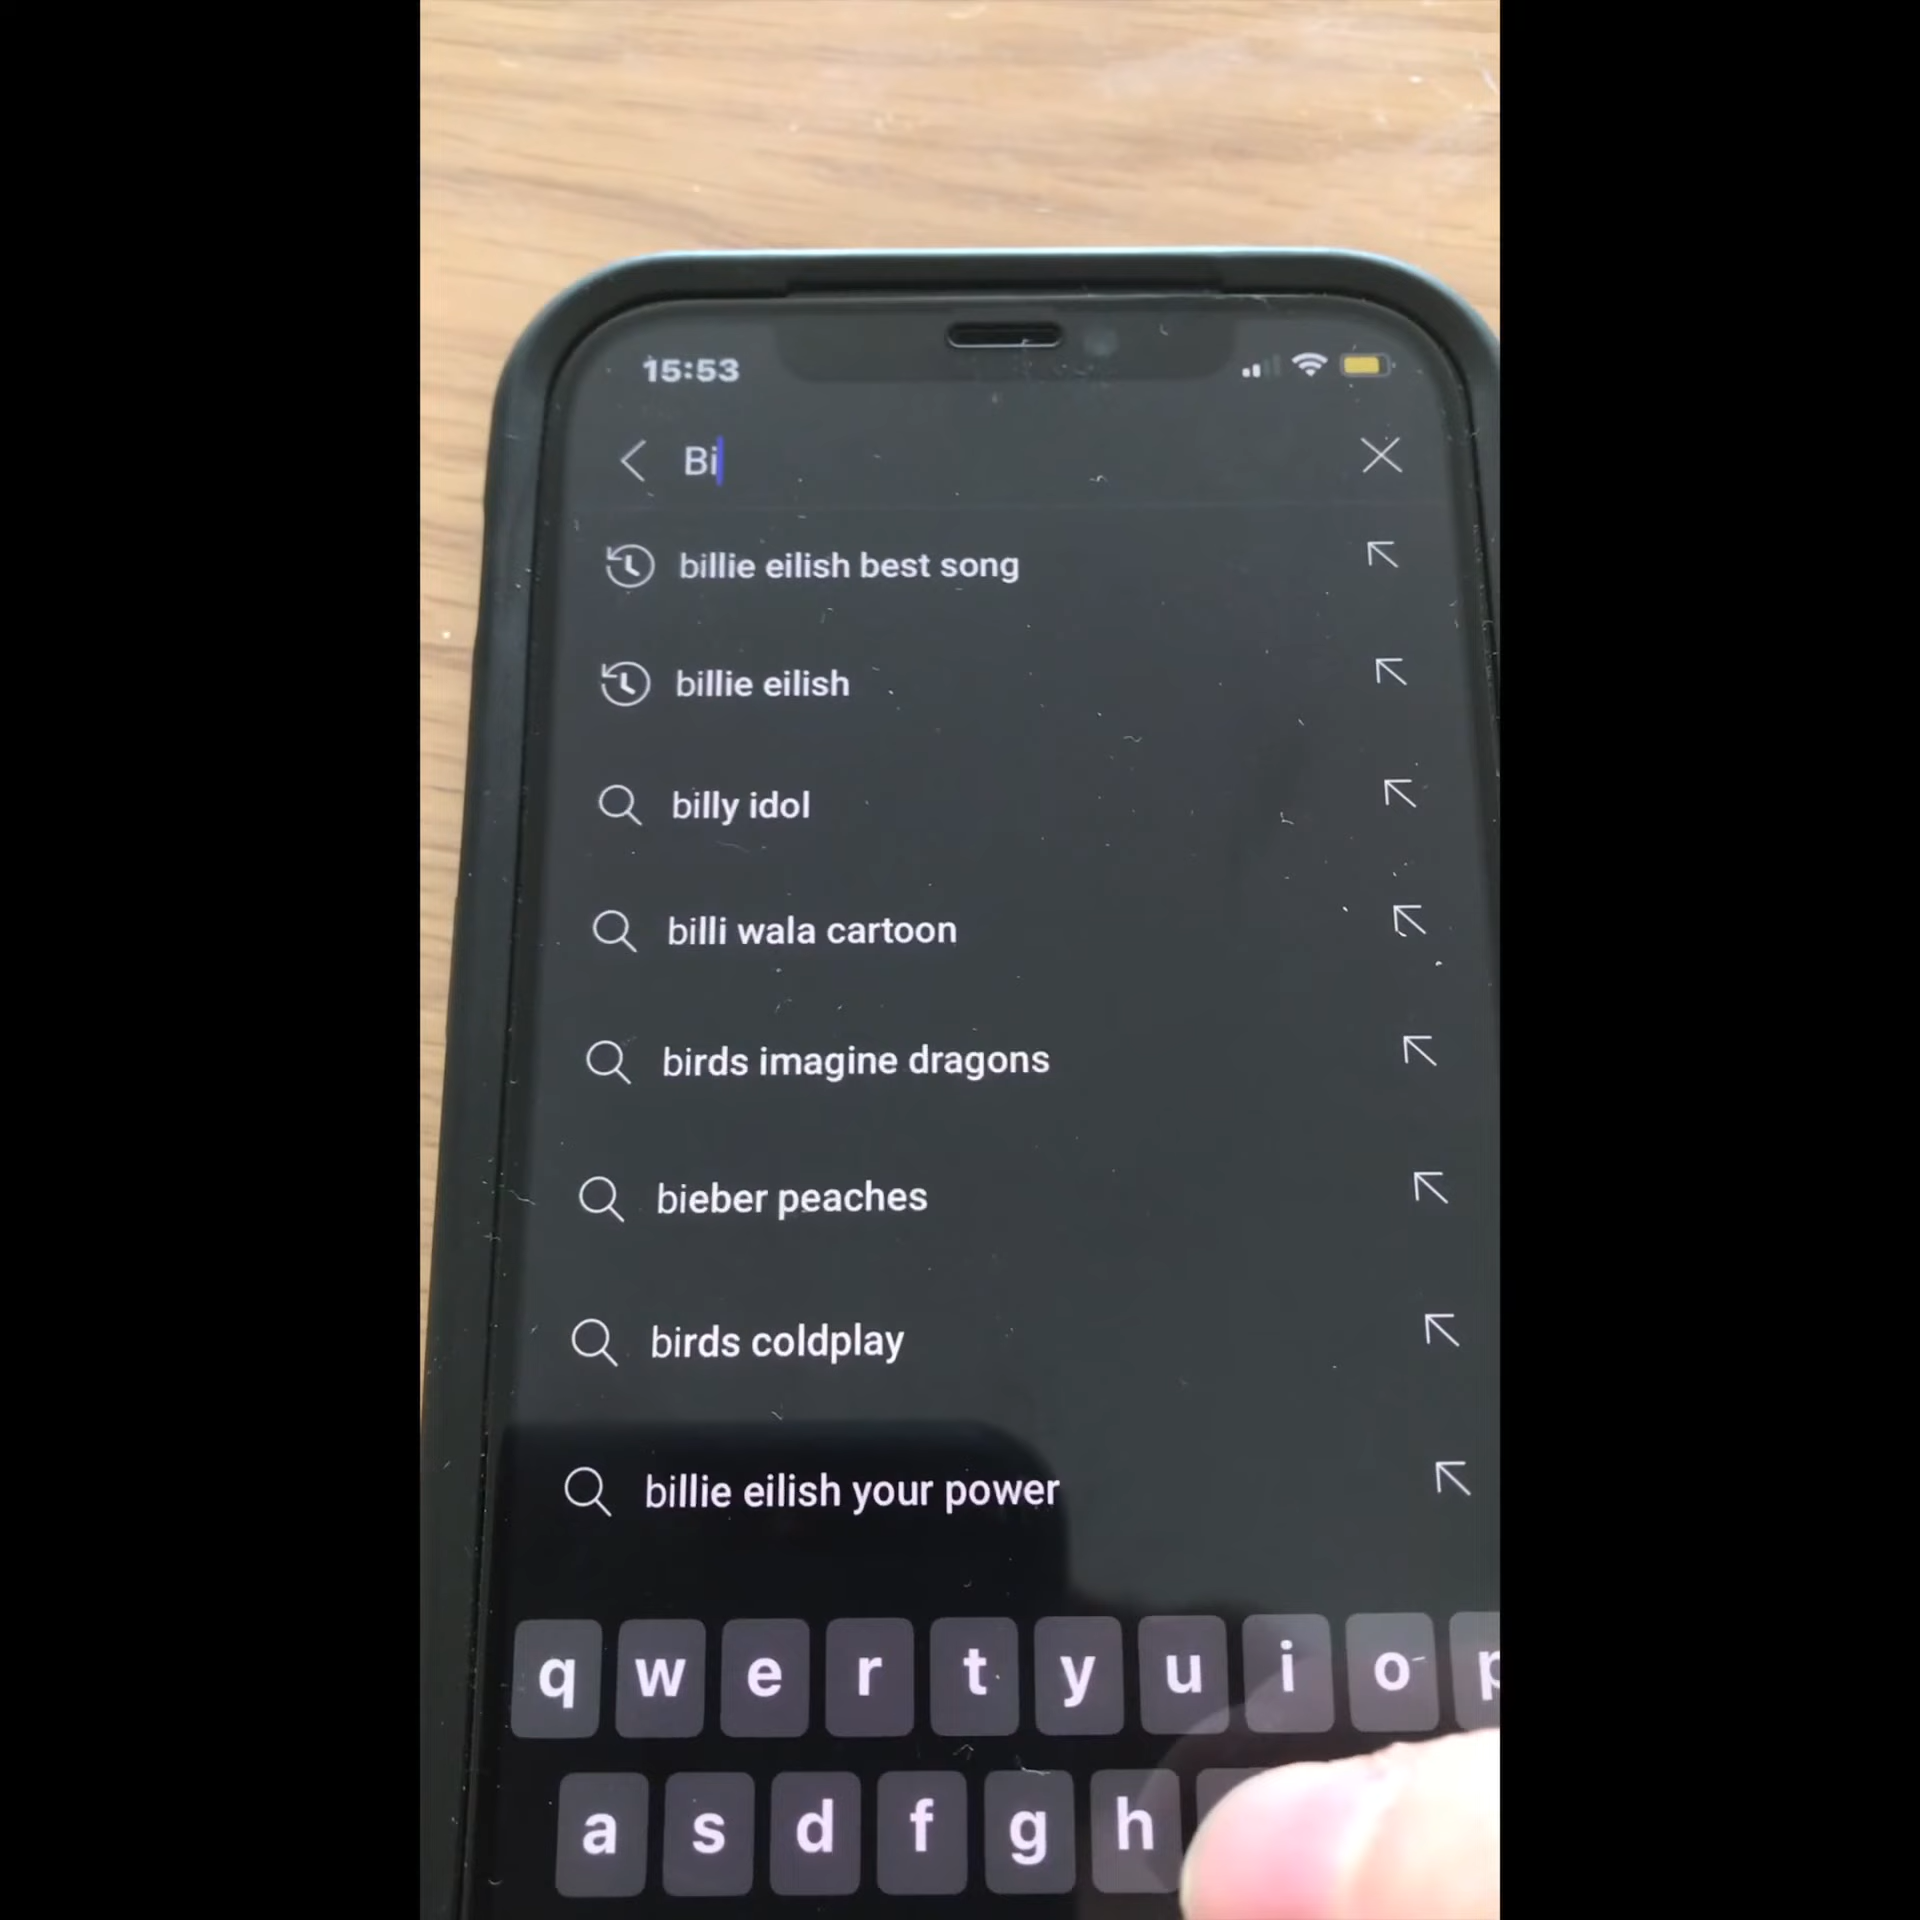 15:53
Bi
billie eilish best song
billie eilish
billy idol
billi wala cartoon
birds imagine dragons
bieber peaches
birds coldplay
billie eilish your power
q w e r t y u i o p
a s d f g h